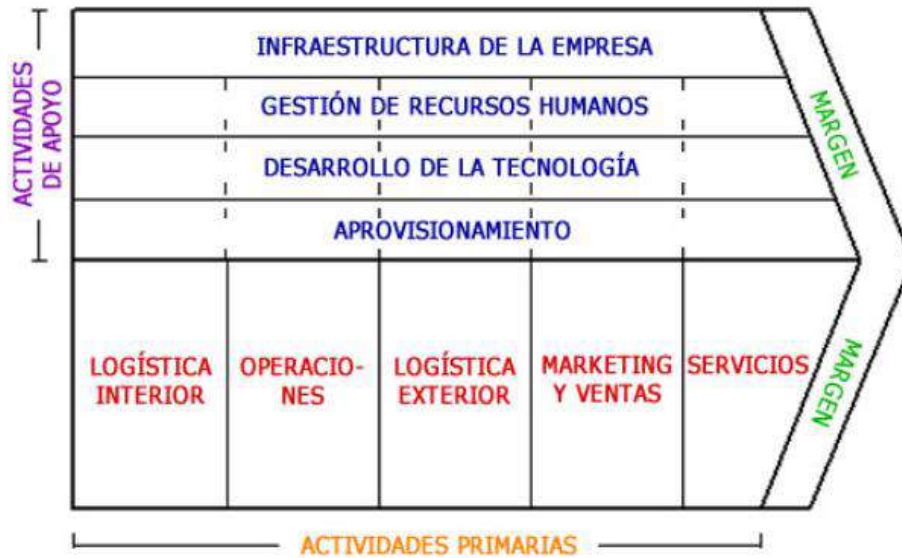 ACTIVIDADES
DE APOYO
INFRAESTRUCTURA DE LA EMPRESA
GESTIÓN DE RECURSOS HUMANOS
DESARROLLO DE LA TECNOLOGÍA
APROVISIONAMIENTO
MARGEN
LOGÍSTICA
INTERIOR
OPERACIO-
NES
LOGÍSTICA
EXTERIOR
MARKETING
Y VENTAS
SERVICIOS
MARGEN
ACTIVIDADES PRIMARIAS